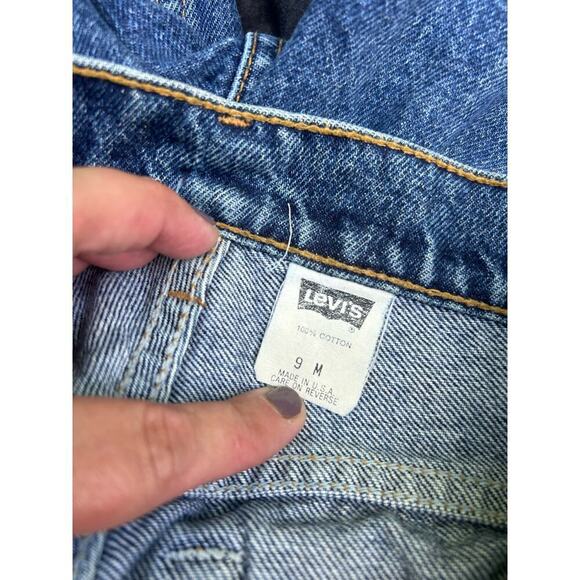 LEVI'S
®
100% COTTON
9 M
MADE IN U.S.A.
CARE ON REVERSE